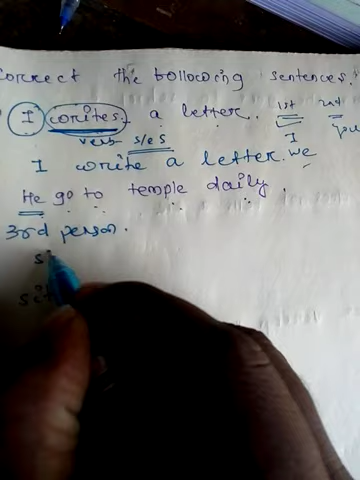 Correct the following sentences.
I writes a letter. 1st 2nd
verb s/es I you
I write a letter. we
He go to temple daily.
3rd person.
s
sit